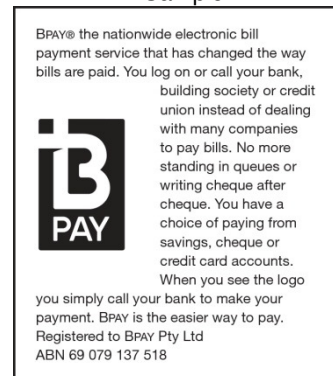 BPAY® the nationwide electronic bill
payment service that has changed the way
bills are paid. You log on or call your bank,
building society or credit
union instead of dealing
with many companies
to pay bills. No more
standing in queues or
writing cheque after
cheque. You have a
choice of paying from
savings, cheque or
credit card accounts.
When you see the logo
B
PAY
you simply call your bank to make your
payment. BPAY is the easier way to pay.
Registered to BPAY Pty Ltd
ABN 69 079 137 518